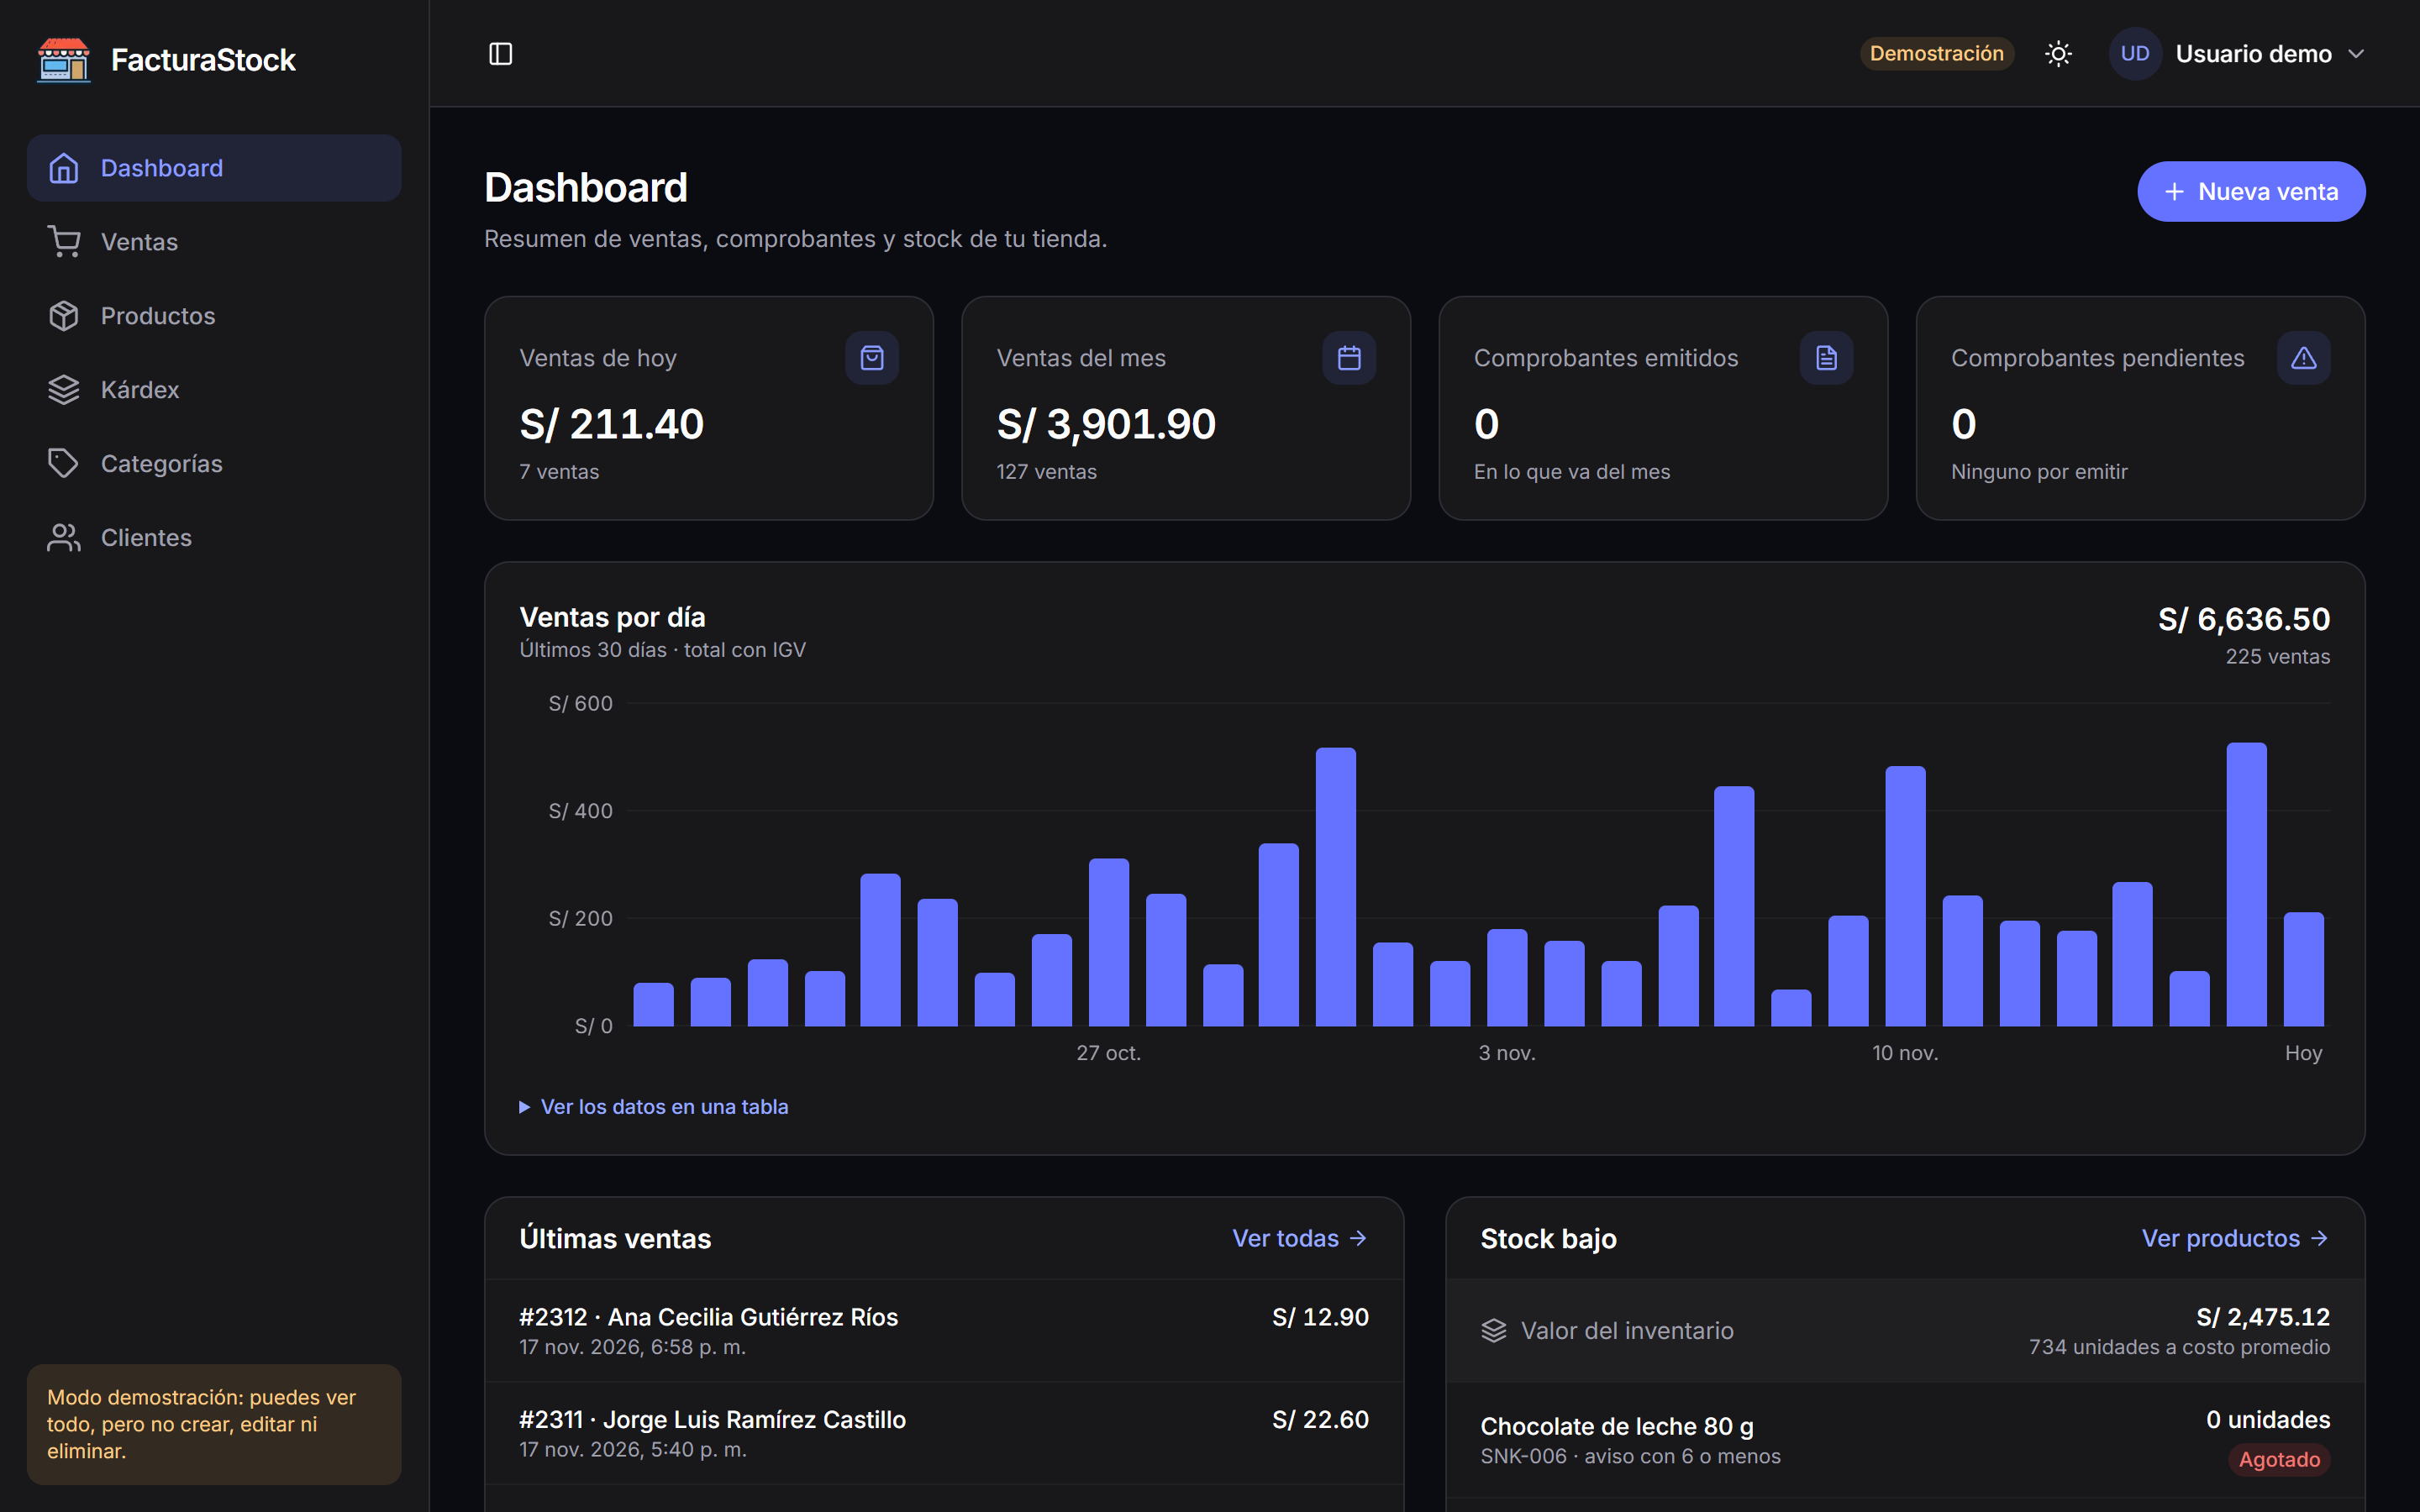 FacturaStock
Dashboard
Ventas
Productos
Kárdex
Categorías
Clientes
Modo demostración: puedes ver
todo, pero no crear, editar ni
eliminar.
Demostración
UD
Usuario demo
Dashboard
Resumen de ventas, comprobantes y stock de tu tienda.
+ Nueva venta
Ventas de hoy
S/ 211.40
7 ventas
Ventas del mes
S/ 3,901.90
127 ventas
Comprobantes emitidos
0
En lo que va del mes
Comprobantes pendientes
0
Ninguno por emitir
Ventas por día
Últimos 30 días · total con IGV
S/ 6,636.50
225 ventas
S/ 600
S/ 400
S/ 200
S/ 0
27 oct.
3 nov.
10 nov.
Hoy
Ver los datos en una tabla
Últimas ventas
Ver todas →
#2312 · Ana Cecilia Gutiérrez Ríos
S/ 12.90
17 nov. 2026, 6:58 p. m.
#2311 · Jorge Luis Ramírez Castillo
S/ 22.60
17 nov. 2026, 5:40 p. m.
Stock bajo
Ver productos →
Valor del inventario
S/ 2,475.12
734 unidades a costo promedio
Chocolate de leche 80 g
0 unidades
SNK-006 · aviso con 6 o menos
Agotado